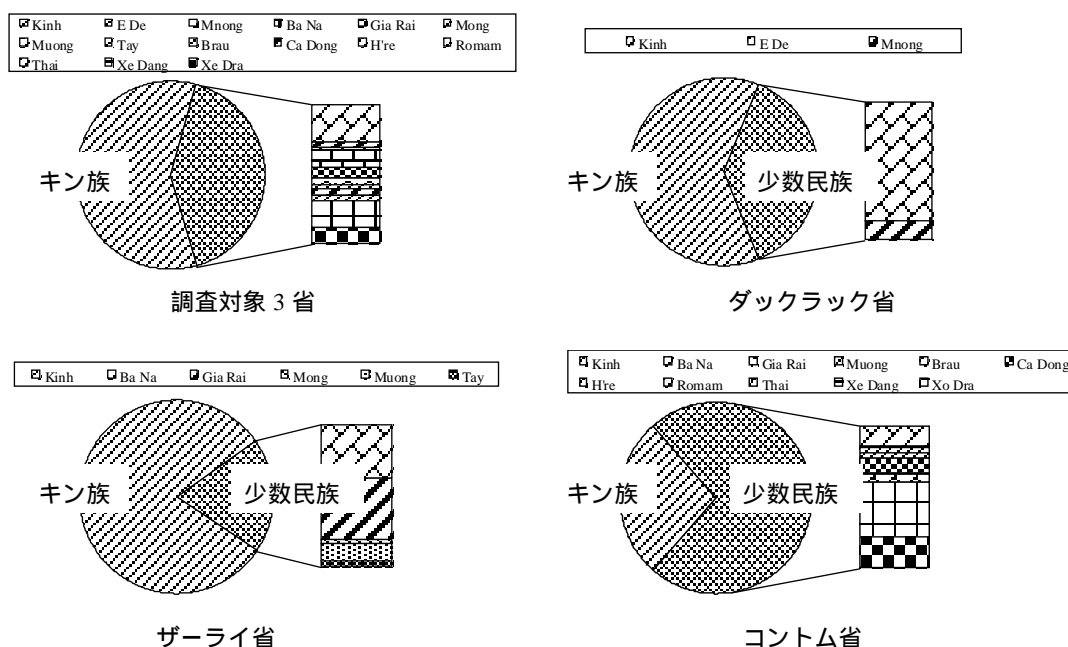 Kinh E De Mnong Ba Na Gia Rai Mong
Muong Tay Brau Ca Dong H're Romam
Thai Xe Dang Xe Dra
キン族
調査対象 3 省
Kinh E De Mnong
キン族 少数民族
ダックラック省
Kinh Ba Na Gia Rai Mong Muong Tay
キン族 少数民族
ザーライ省
Kinh Ba Na Gia Rai Muong Brau Ca Dong
H're Romam Thai Xe Dang Xo Dra
キン族 少数民族
コントム省